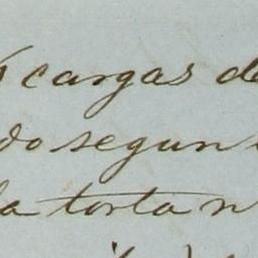 cargas de
do segun
la torta n